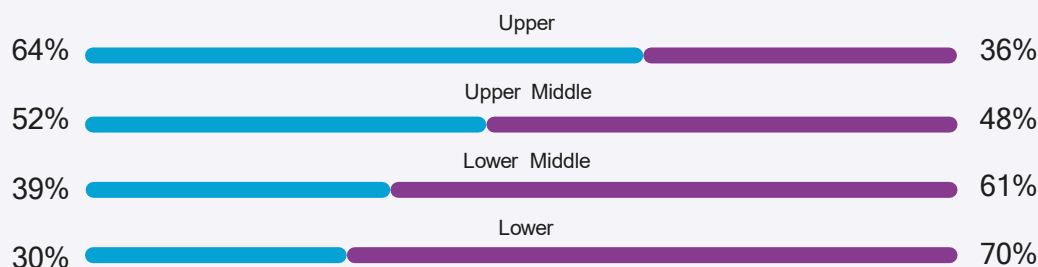 Upper
64% 36%
Upper Middle
52% 48%
Lower Middle
39% 61%
Lower
30% 70%